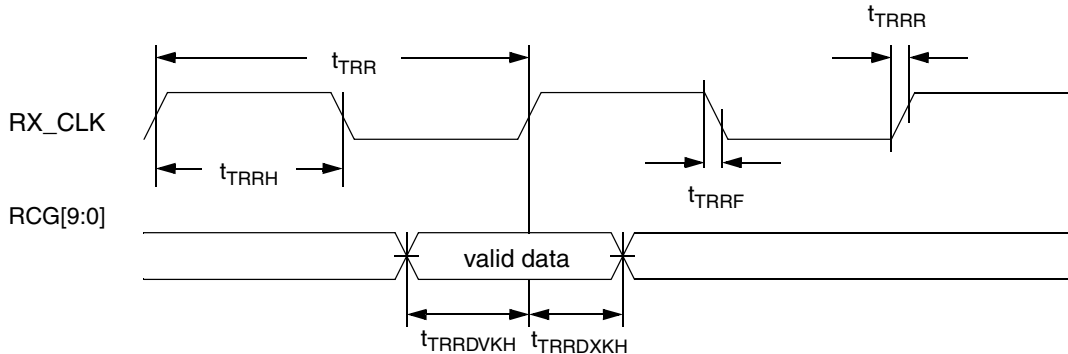 tTRRR
tTRR
RX_CLK
tTRRH
tTRRF
RCG[9:0]
valid data
tTRRDVKH tTRRDXKH